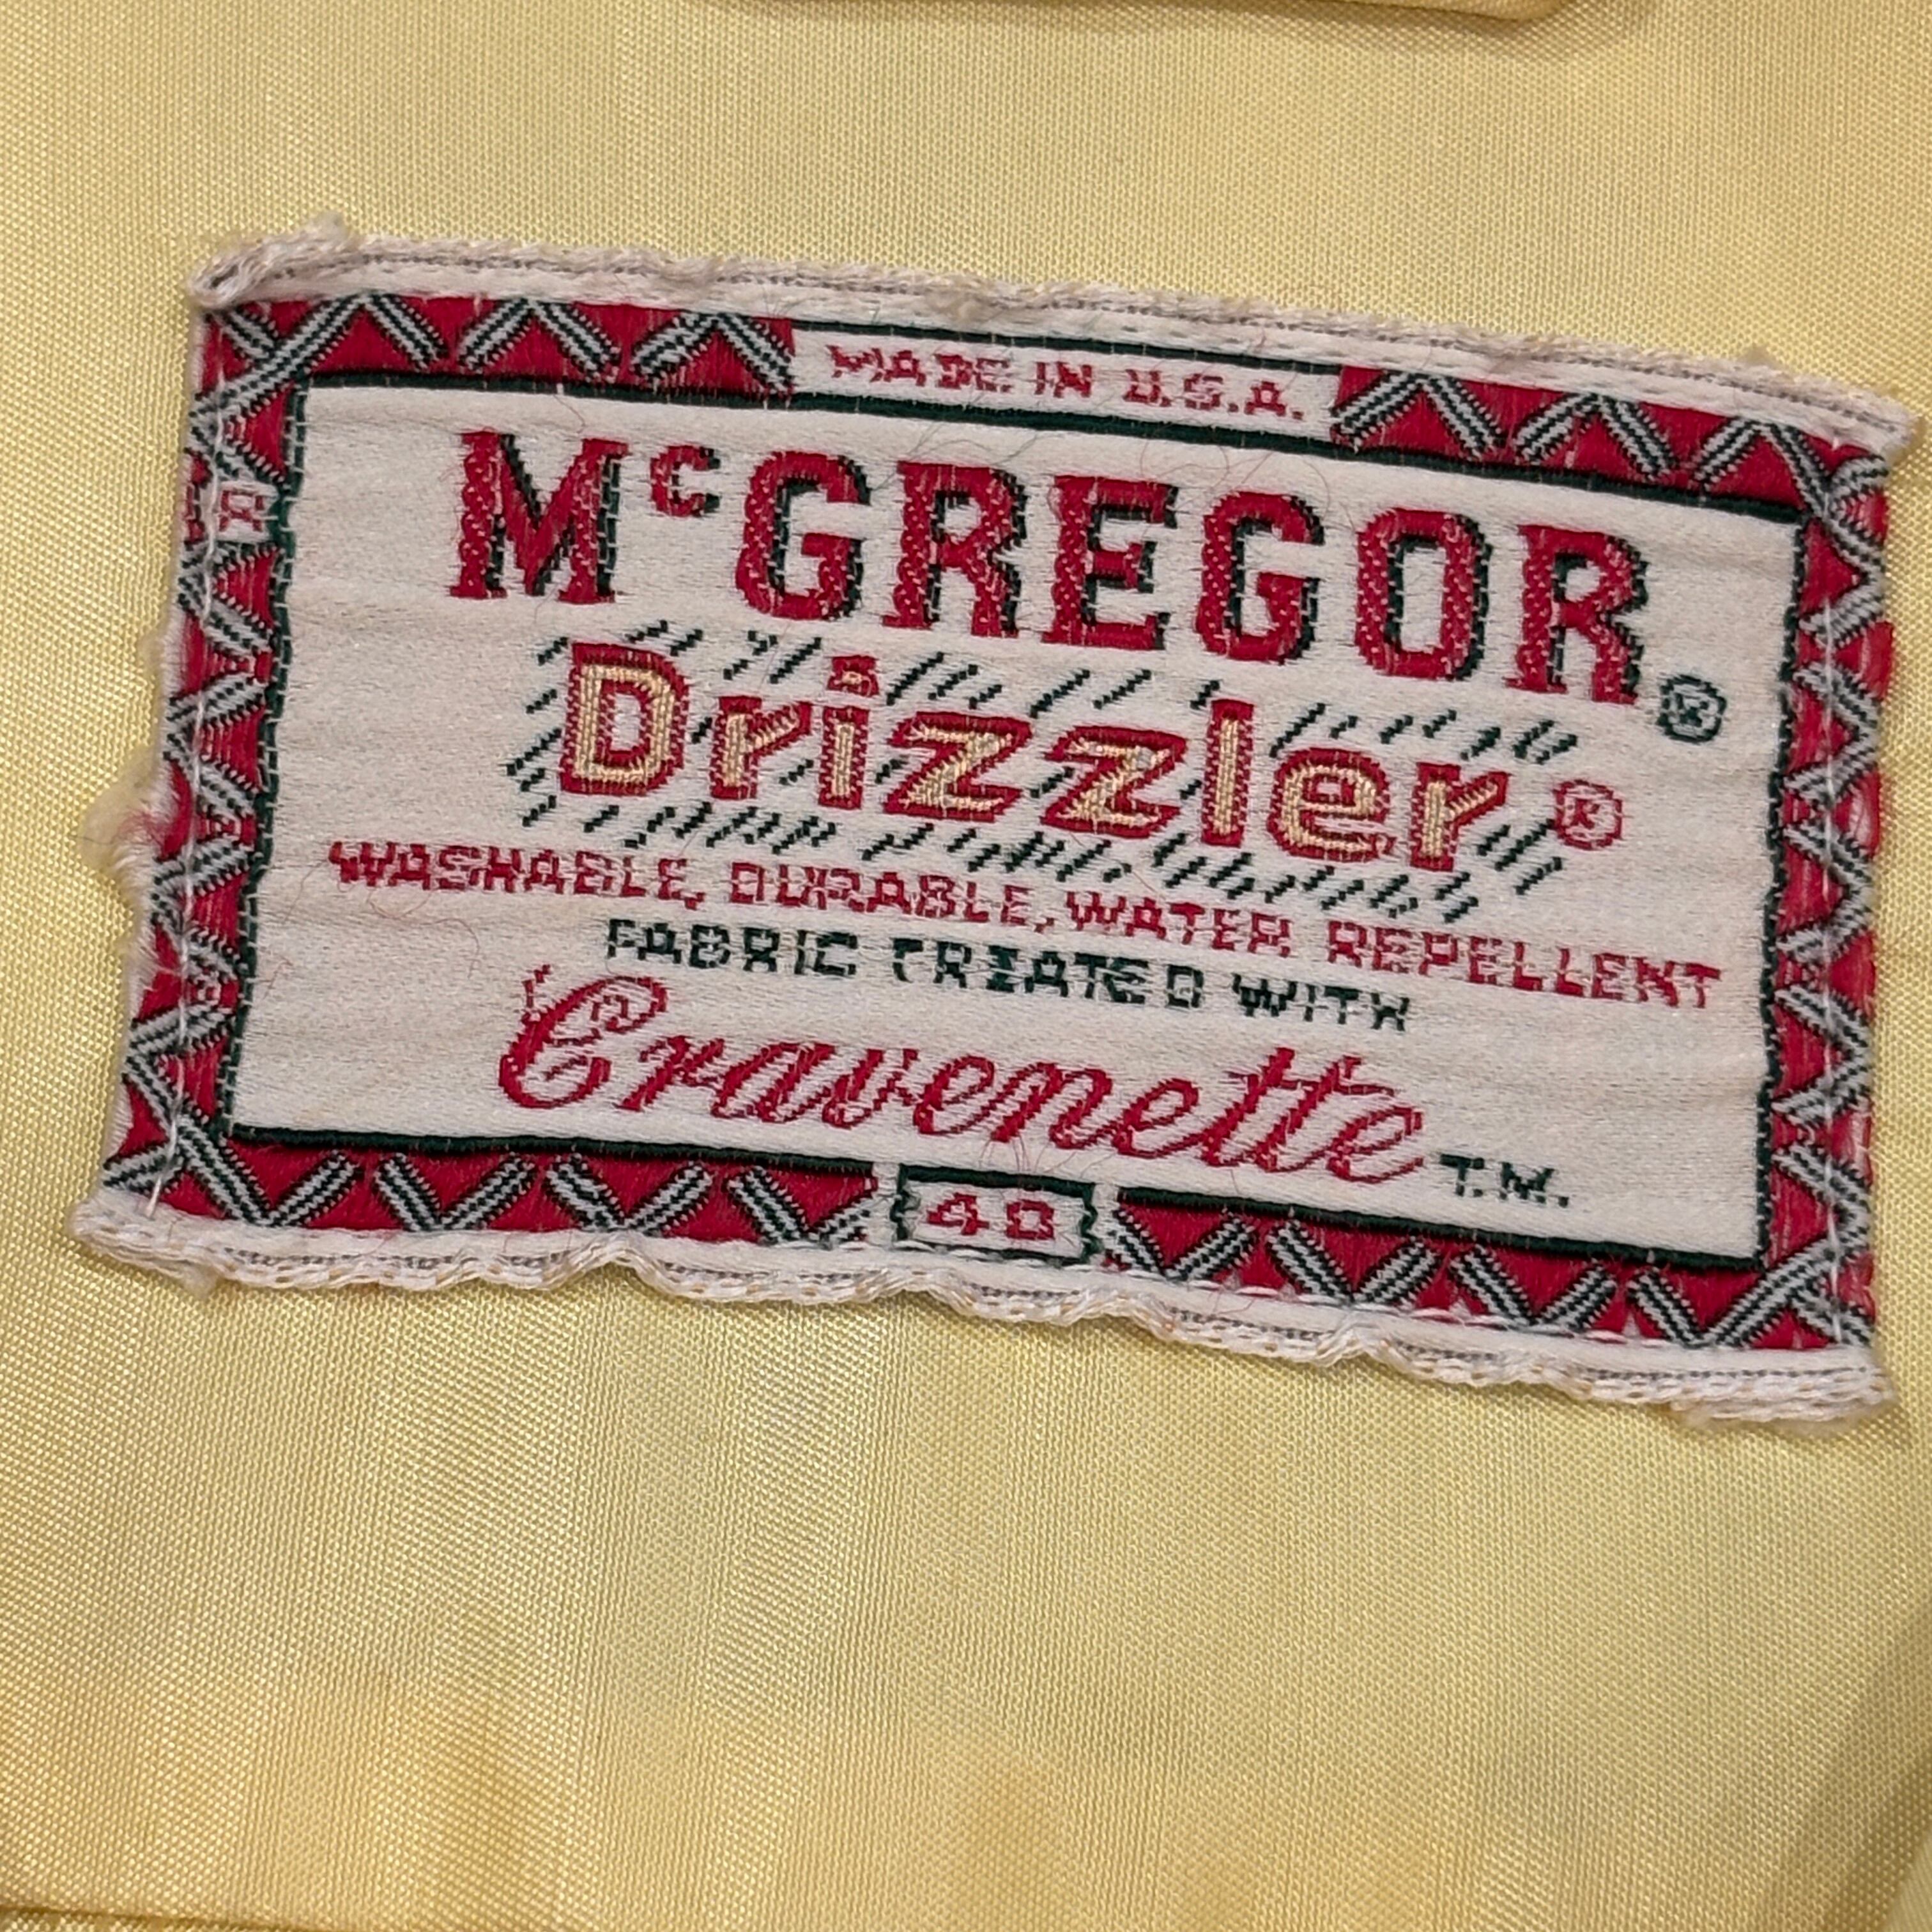 MADE IN U.S.A.
R
McGREGOR®
Drizzler®
WASHABLE, DURABLE, WATER REPELLENT
FABRIC TREATED WITH
Cravenette T.M.
40